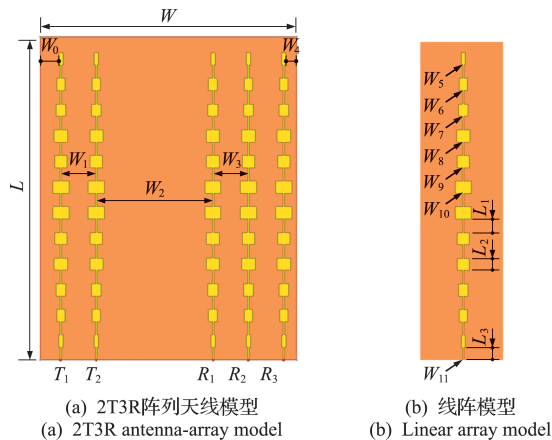 W
W₀
W₄
L
W₁
W₃
W₂
T₁ T₂ R₁ R₂ R₃
(a) 2T3R阵列天线模型
(a) 2T3R antenna-array model
W₅
W₆
W₇
W₈
W₉
W₁₀
L₁
L₂
L₃
W₁₁
(b) 线阵模型
(b) Linear array model